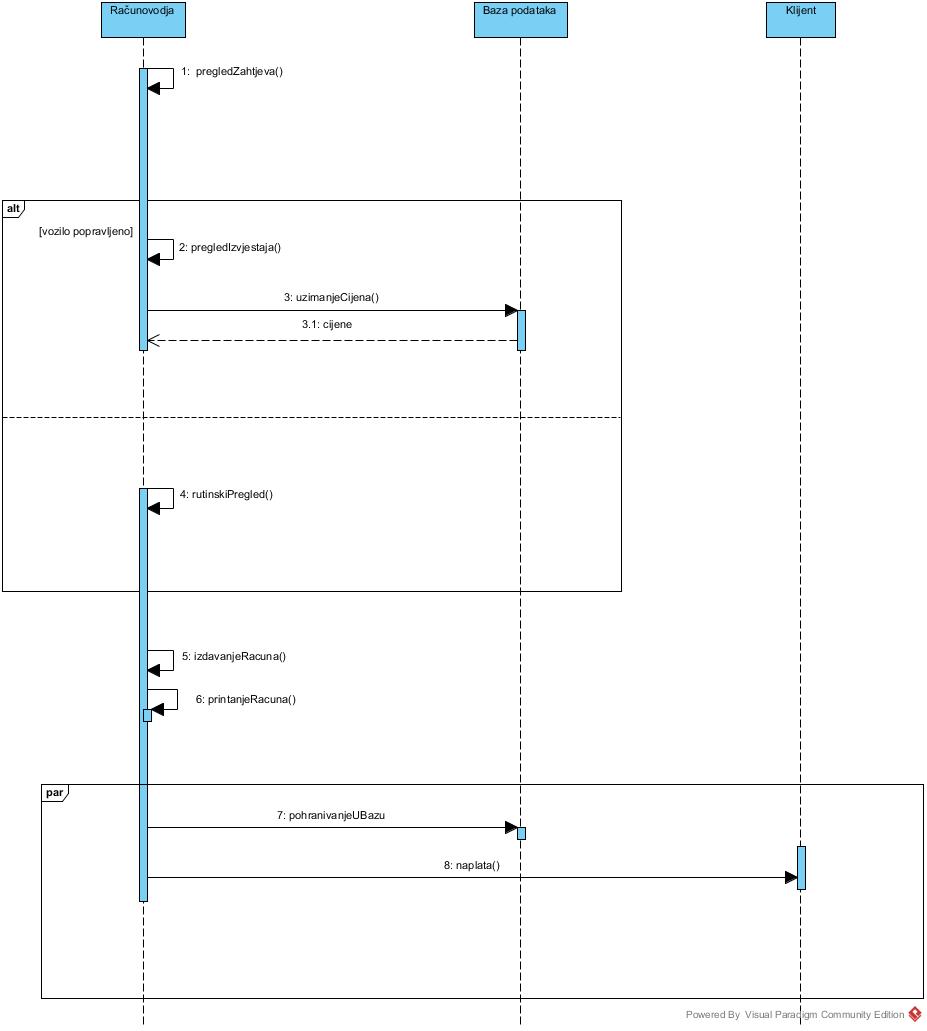 Računovodja
Baza podataka
Klijent
1: pregledZahtjeva()
alt
[vozilo popravljeno]
2: pregledIzvjestaja()
3: uzimanjeCijena()
3.1: cijene
4: rutinskiPregled()
5: izdavanjeRacuna()
6: printanjeRacuna()
par
7: pohranivanjeUBazu
8: naplata()
Powered By Visual Paradigm Community Edition